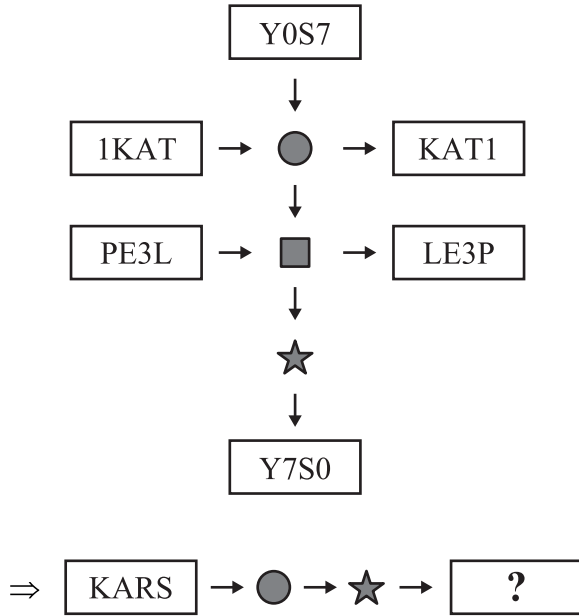 Y0S7
1KAT
KAT1
PE3L
LE3P
Y7S0
⇒ KARS ?